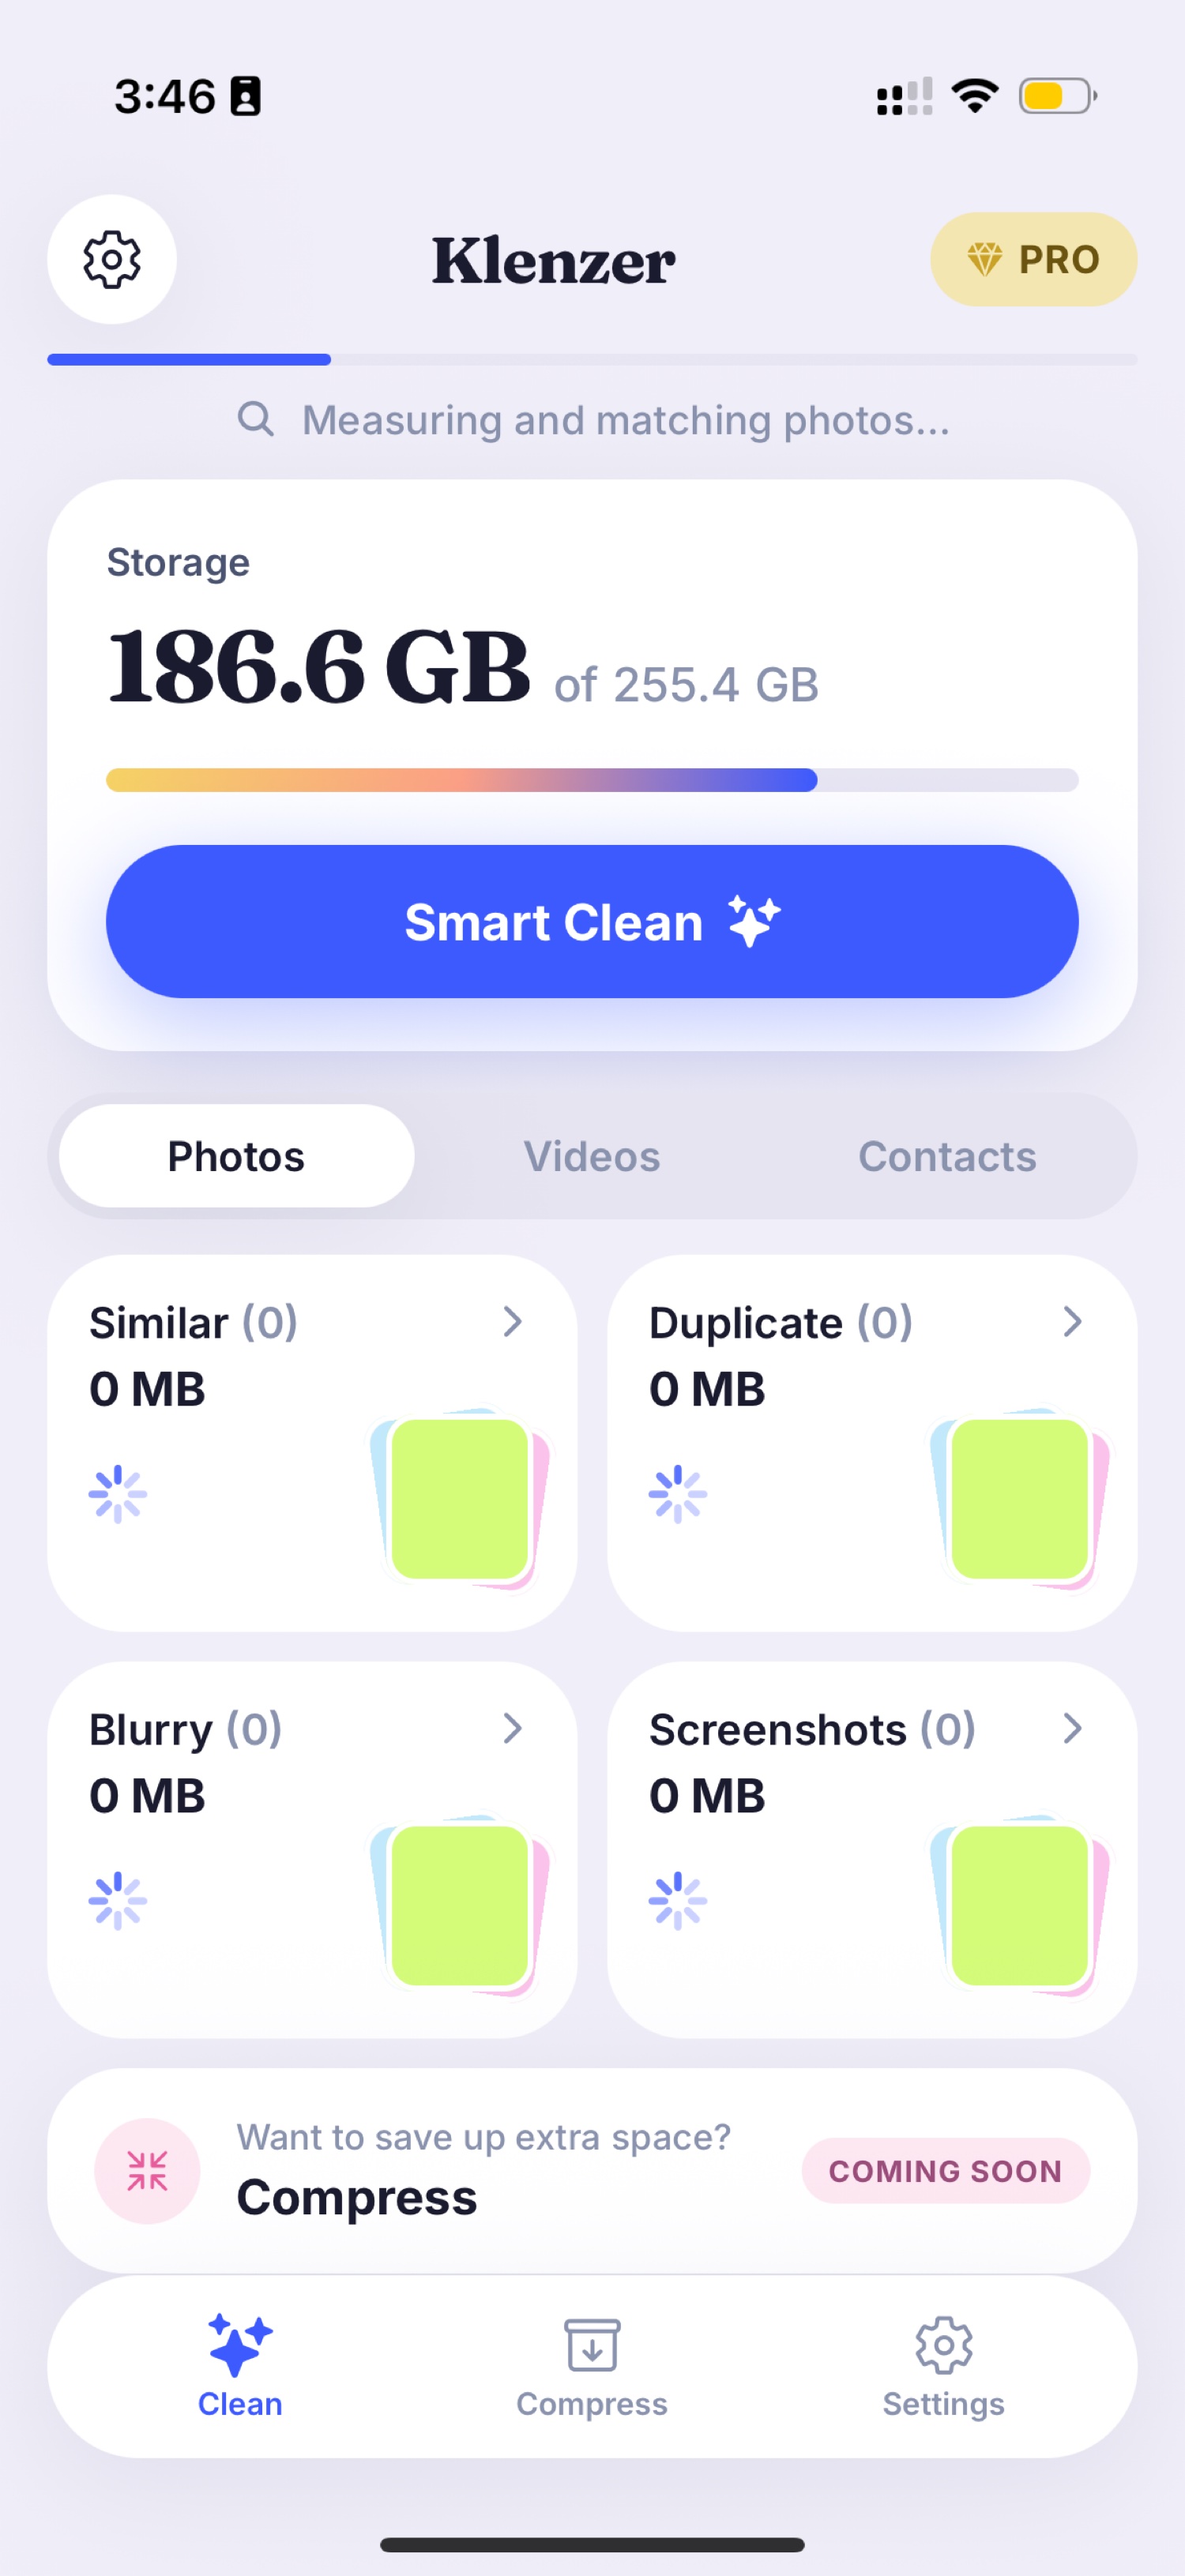 3:46
Klenzer
PRO
Measuring and matching photos...
Storage
186.6 GB of 255.4 GB
Smart Clean
Photos Videos Contacts
Similar (0)
0 MB
Duplicate (0)
0 MB
Blurry (0)
0 MB
Screenshots (0)
0 MB
Want to save up extra space?
Compress
COMING SOON
Clean Compress Settings